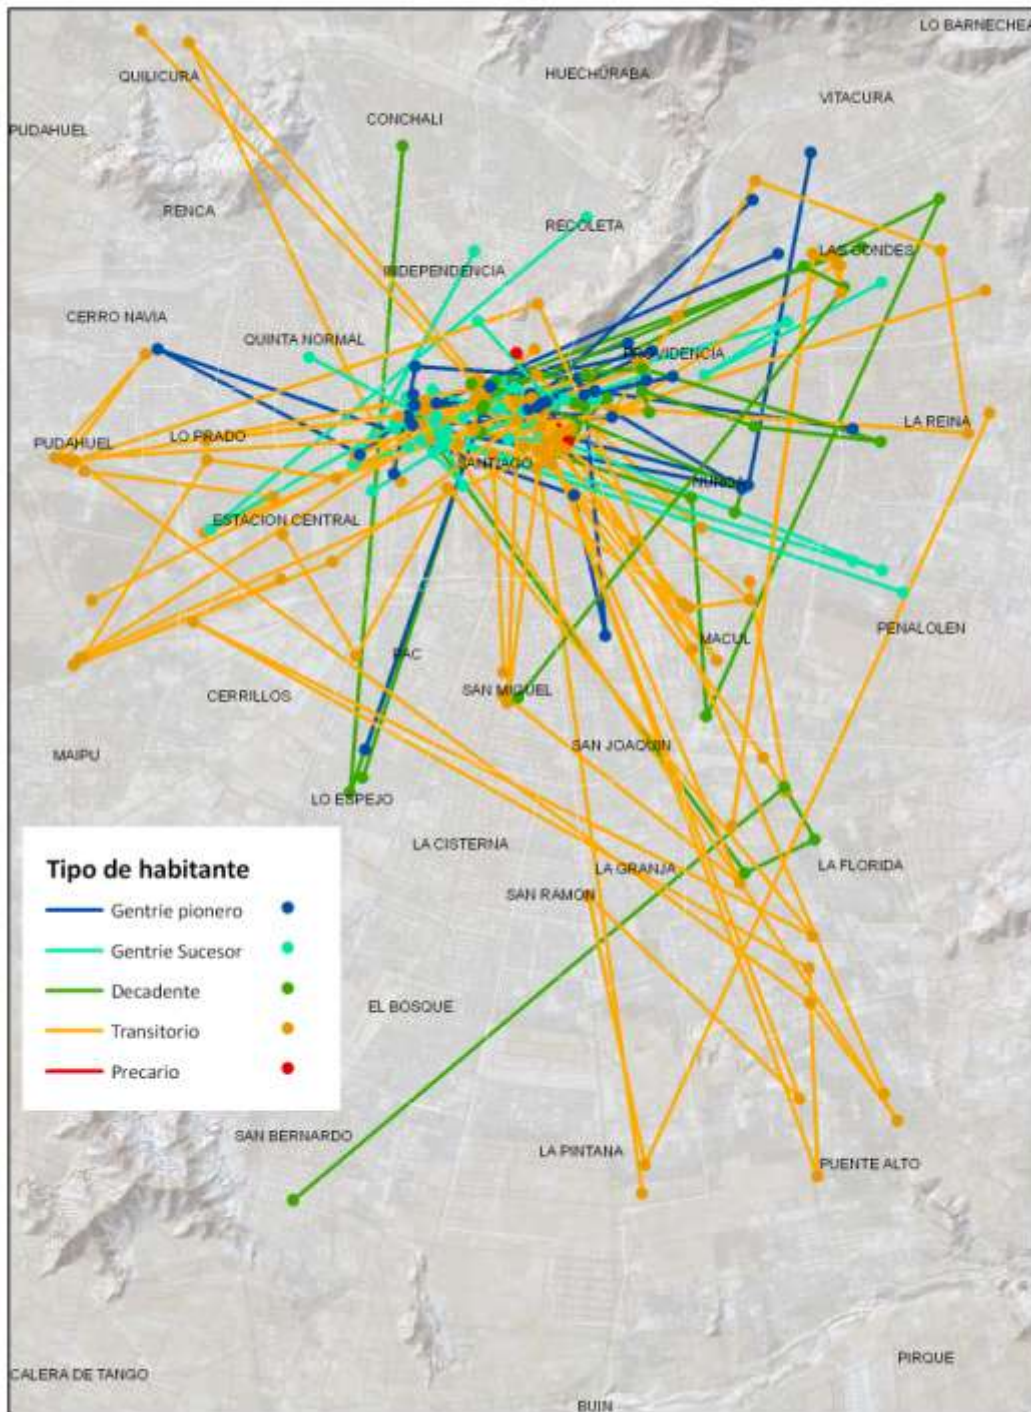 LO BARNECHEA
QUILICURA
HUECHURABA
VITACURA
PUDAHUEL
CONCHALI
RENCA
RECOLETA
LAS CONDES
INDEPENDENCIA
CERRO NAVIA
QUINTA NORMAL
PROVIDENCIA
LA REINA
PUDAHUEL
LO PRADO
SANTIAGO
ÑUÑOA
ESTACION CENTRAL
PEÑALOLEN
MACUL
PAC
CERRILLOS
SAN MIGUEL
SAN JOAQUIN
MAIPU
LO ESPEJO
LA CISTERNA
LA GRANJA
LA FLORIDA
SAN RAMON
Tipo de habitante
Gentrie pionero
Gentrie Sucesor
Decadente
Transitorio
Precario
EL BOSQUE
SAN BERNARDO
LA PINTANA
PUENTE ALTO
PIRQUE
CALERA DE TANGO
BUIN